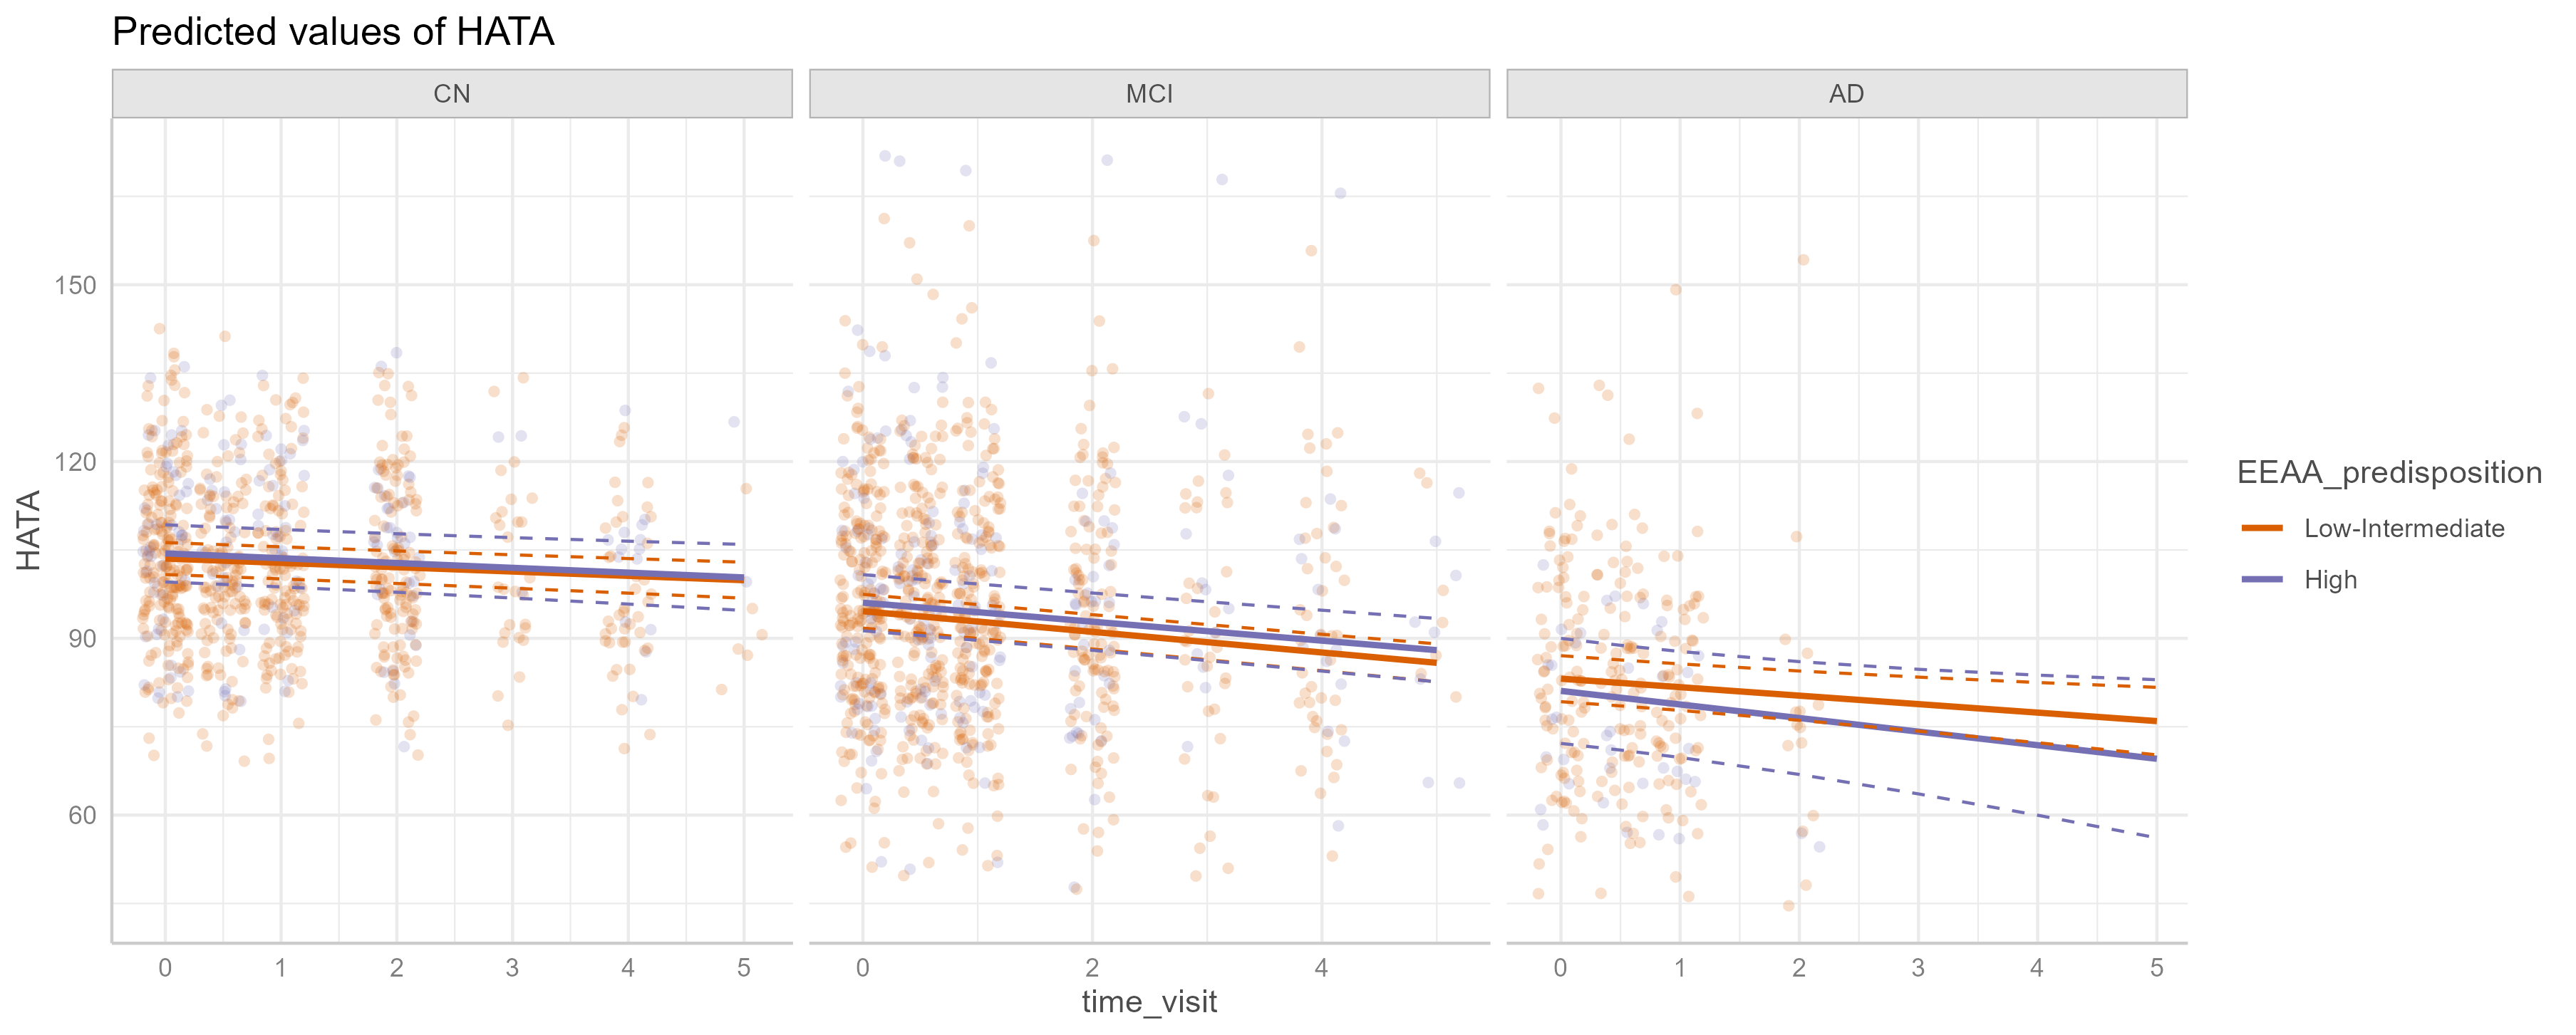 Predicted values of HATA
CN
MCI
AD
HATA
150
120
90
60
0 1 2 3 4 5
0 2 4
0 1 2 3 4 5
time_visit
EEAA_predisposition
Low-Intermediate
High